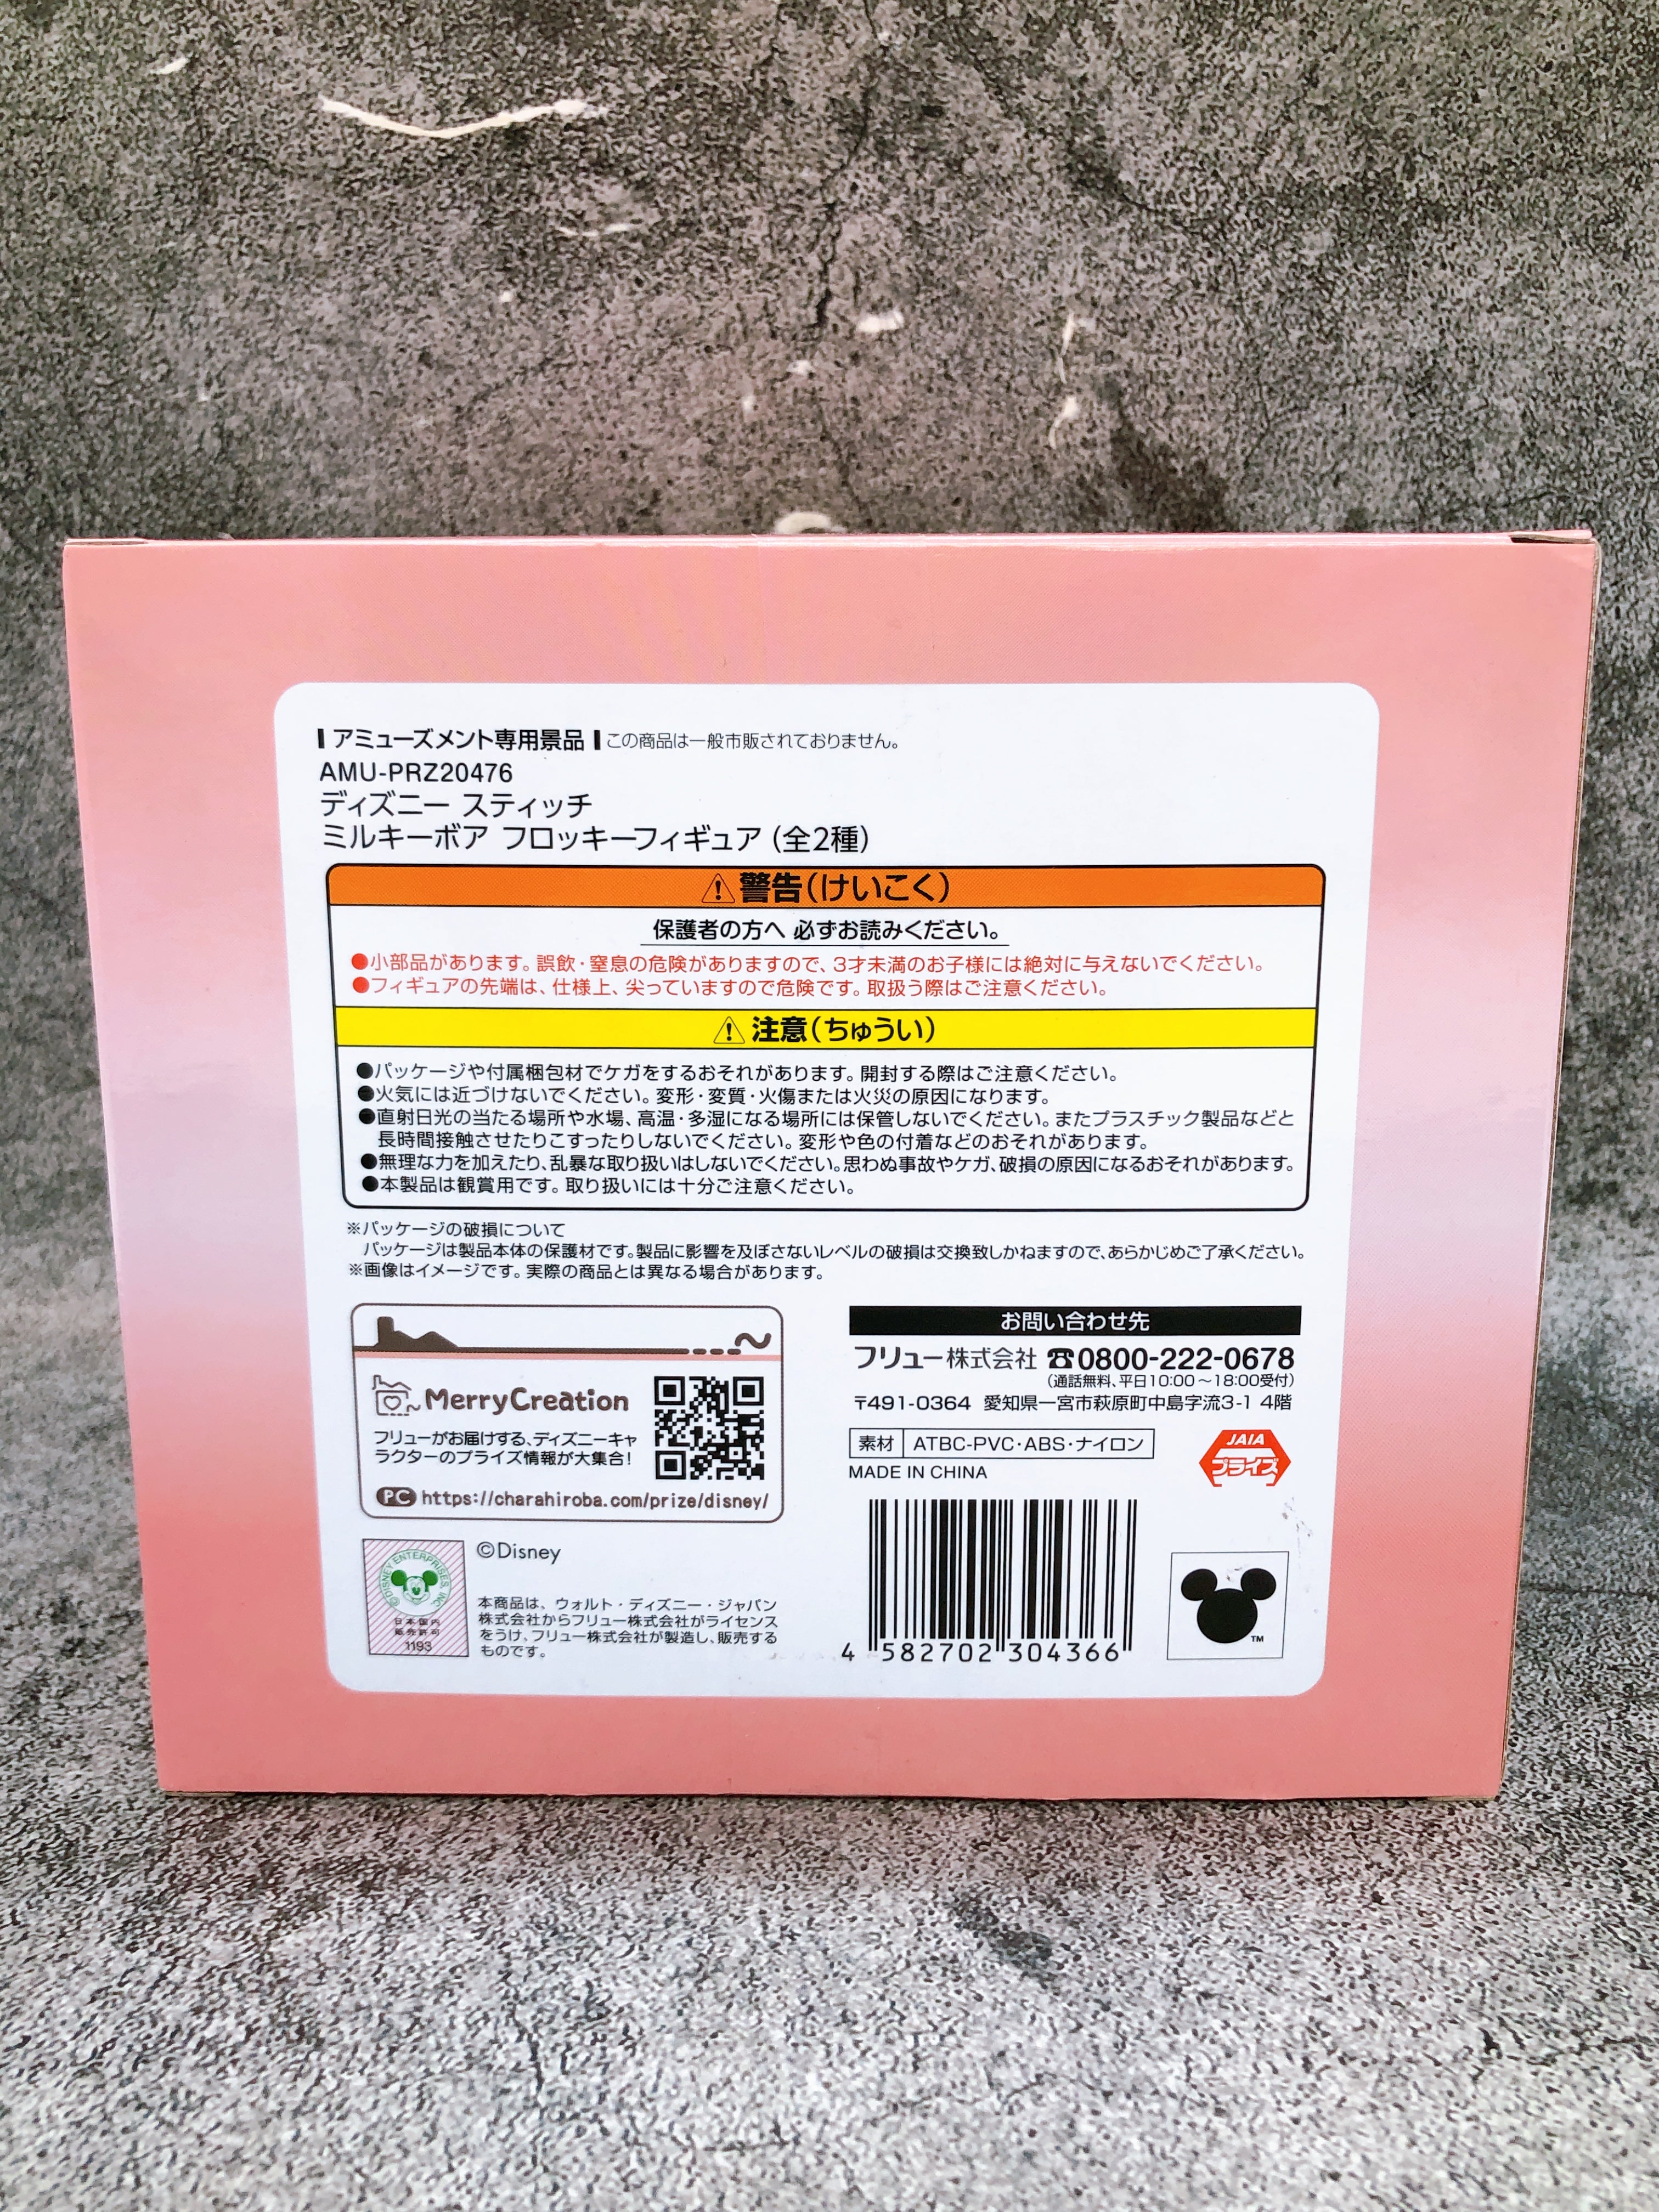 アミューズメント専用景品 この商品は一般市販されておりません。
AMU-PRZ20476
ディズニー スティッチ
ミルキーボア フロッキーフィギュア (全2種)
警告(けいこく)
保護者の方へ 必ずお読みください。
●小部品があります。誤飲・窒息の危険がありますので、3才未満のお子様には絶対に与えないでください。
●フィギュアの先端は、仕様上、尖っていますので危険です。取扱う際はご注意ください。
注意(ちゅうい)
●パッケージや付属梱包材でケガをするおそれがあります。開封する際はご注意ください。
●火気には近づけないでください。変形・変質・火傷または火災の原因になります。
●直射日光の当たる場所や水場、高温・多湿になる場所には保管しないでください。またプラスチック製品などと
長時間接触させたりこすったりしないでください。変形や色の付着などのおそれがあります。
●無理な力を加えたり、乱暴な取り扱いはしないでください。思わぬ事故やケガ、破損の原因になるおそれがあります。
●本製品は観賞用です。取り扱いには十分ご注意ください。
※パッケージの破損について
パッケージは製品本体の保護材です。製品に影響を及ぼさないレベルの破損は交換致しかねますので、あらかじめご了承ください。
※画像はイメージです。実際の商品とは異なる場合があります。
MerryCreation
フリューがお届けする、ディズニーキャ
ラクターのプライズ情報が大集合!
PC https://charahiroba.com/prize/disney/
お問い合わせ先
フリュー株式会社 ☎0800-222-0678
(通話無料、平日10:00〜18:00受付)
〒491-0364 愛知県一宮市萩原町中島字流3-1 4階
素材 ATBC-PVC・ABS・ナイロン
MADE IN CHINA
JAIA
プライズ
©DISNEY ENTERPRISES, INC.
日本国内
販売許可
1193
©Disney
本商品は、ウォルト・ディズニー・ジャパン
株式会社からフリュー株式会社がライセンス
をうけ、フリュー株式会社が製造し、販売する
ものです。
4 582702 304366
TM